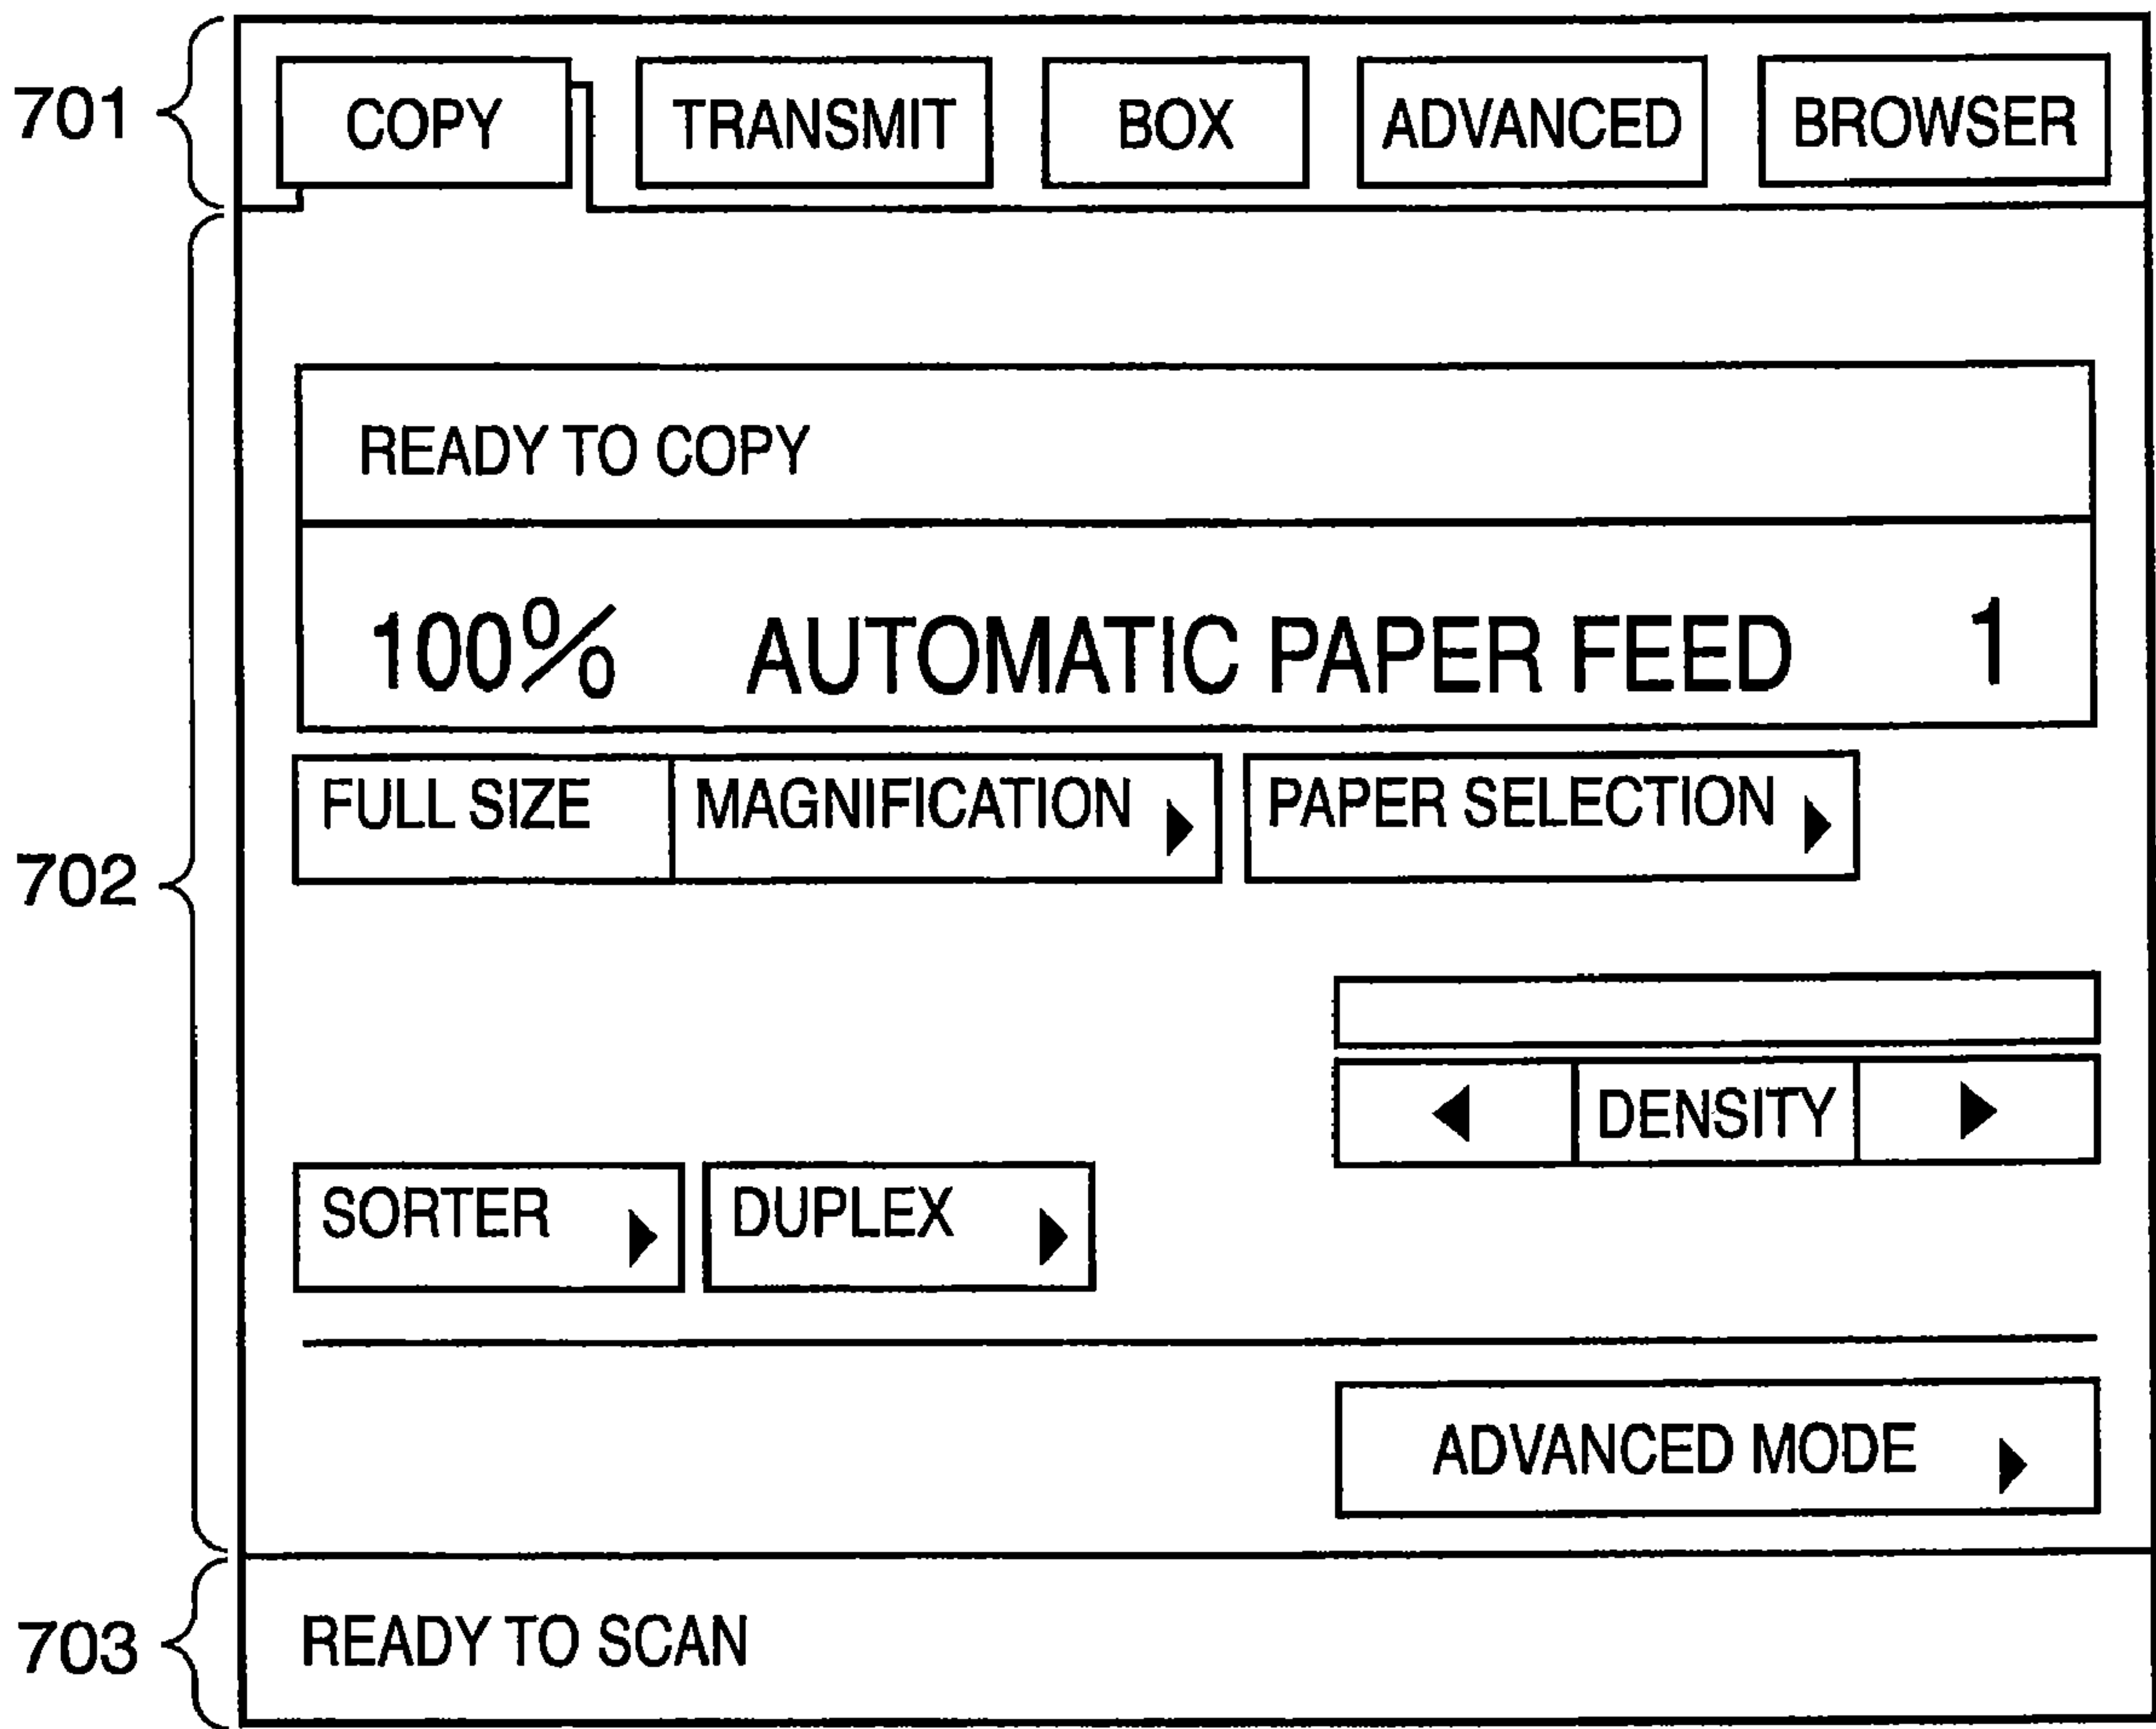 701 COPY TRANSMIT BOX ADVANCED BROWSER
READY TO COPY
100% AUTOMATIC PAPER FEED 1
FULL SIZE MAGNIFICATION PAPER SELECTION
702
DENSITY
SORTER DUPLEX
ADVANCED MODE
703 READY TO SCAN